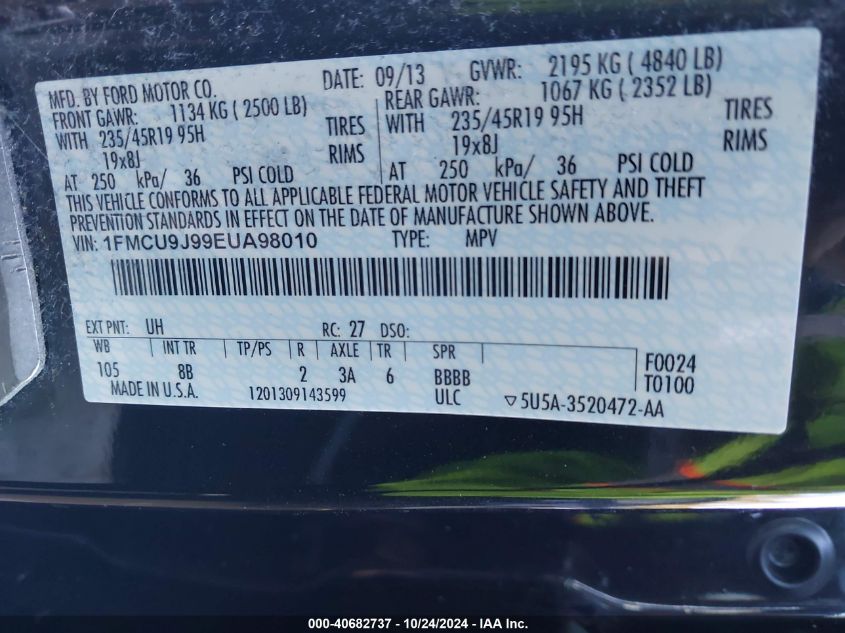 MFD. BY FORD MOTOR CO.
DATE: 09/13 GVWR: 2195 KG ( 4840 LB)
FRONT GAWR: 1134 KG ( 2500 LB)
REAR GAWR: 1067 KG ( 2352 LB)
WITH 235/45R19 95H TIRES
WITH 235/45R19 95H TIRES
19x8J RIMS
19x8J RIMS
AT 250 kPa/ 36 PSI COLD
AT 250 kPa/ 36 PSI COLD
THIS VEHICLE CONFORMS TO ALL APPLICABLE FEDERAL MOTOR VEHICLE SAFETY AND THEFT
PREVENTION STANDARDS IN EFFECT ON THE DATE OF MANUFACTURE SHOWN ABOVE.
VIN: 1FMCU9J99EUA98010 TYPE: MPV
EXT PNT: UH RC: 27 DSO:
WB INT TR TP/PS R AXLE TR SPR
105 8B 2 3A 6 BBBB
F0024
T0100
MADE IN U.S.A. 1201309143599 ULC ▽5U5A-3520472-AA
000-40682737 - 10/24/2024 - IAA Inc.